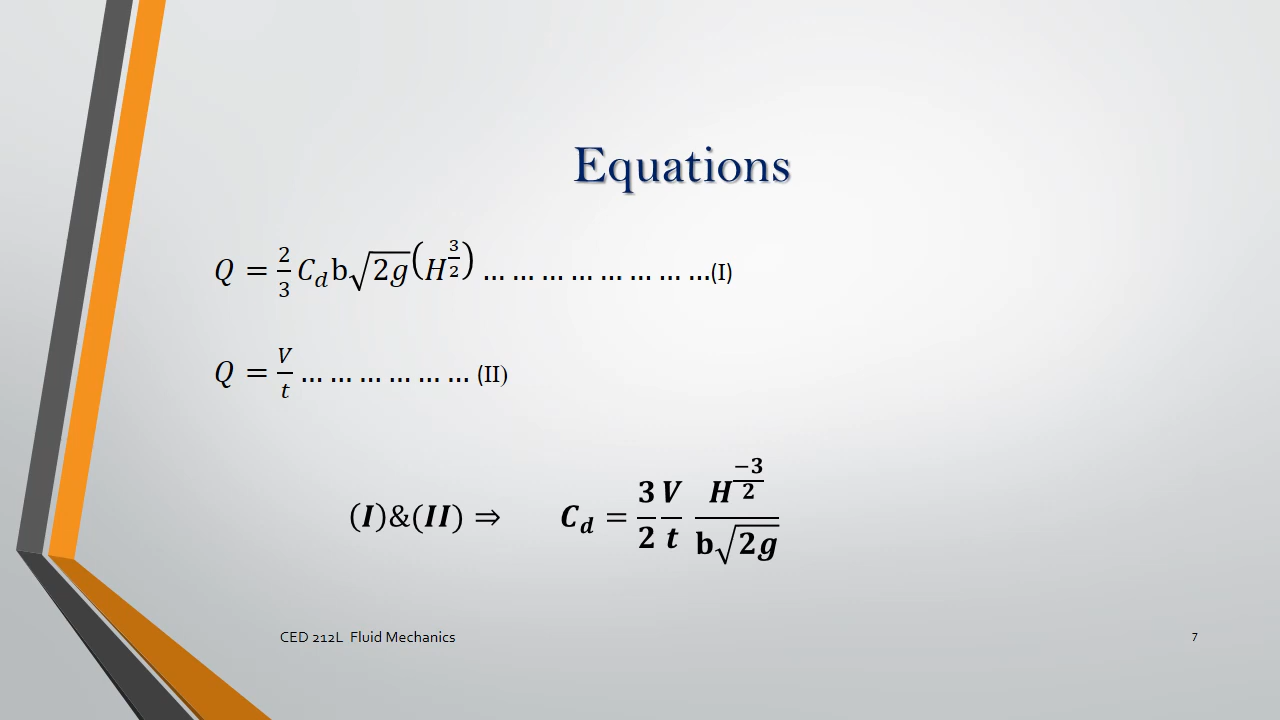 Equations
Q = 2/3 C_d b√2g (H^(3/2)) … … … … … … … …(I)
Q = V/t … … … … … … (II)
(I)&(II) ⇒ C_d = 3/2 V/t H^(-3/2)/(b√2g)
CED 212L Fluid Mechanics 7